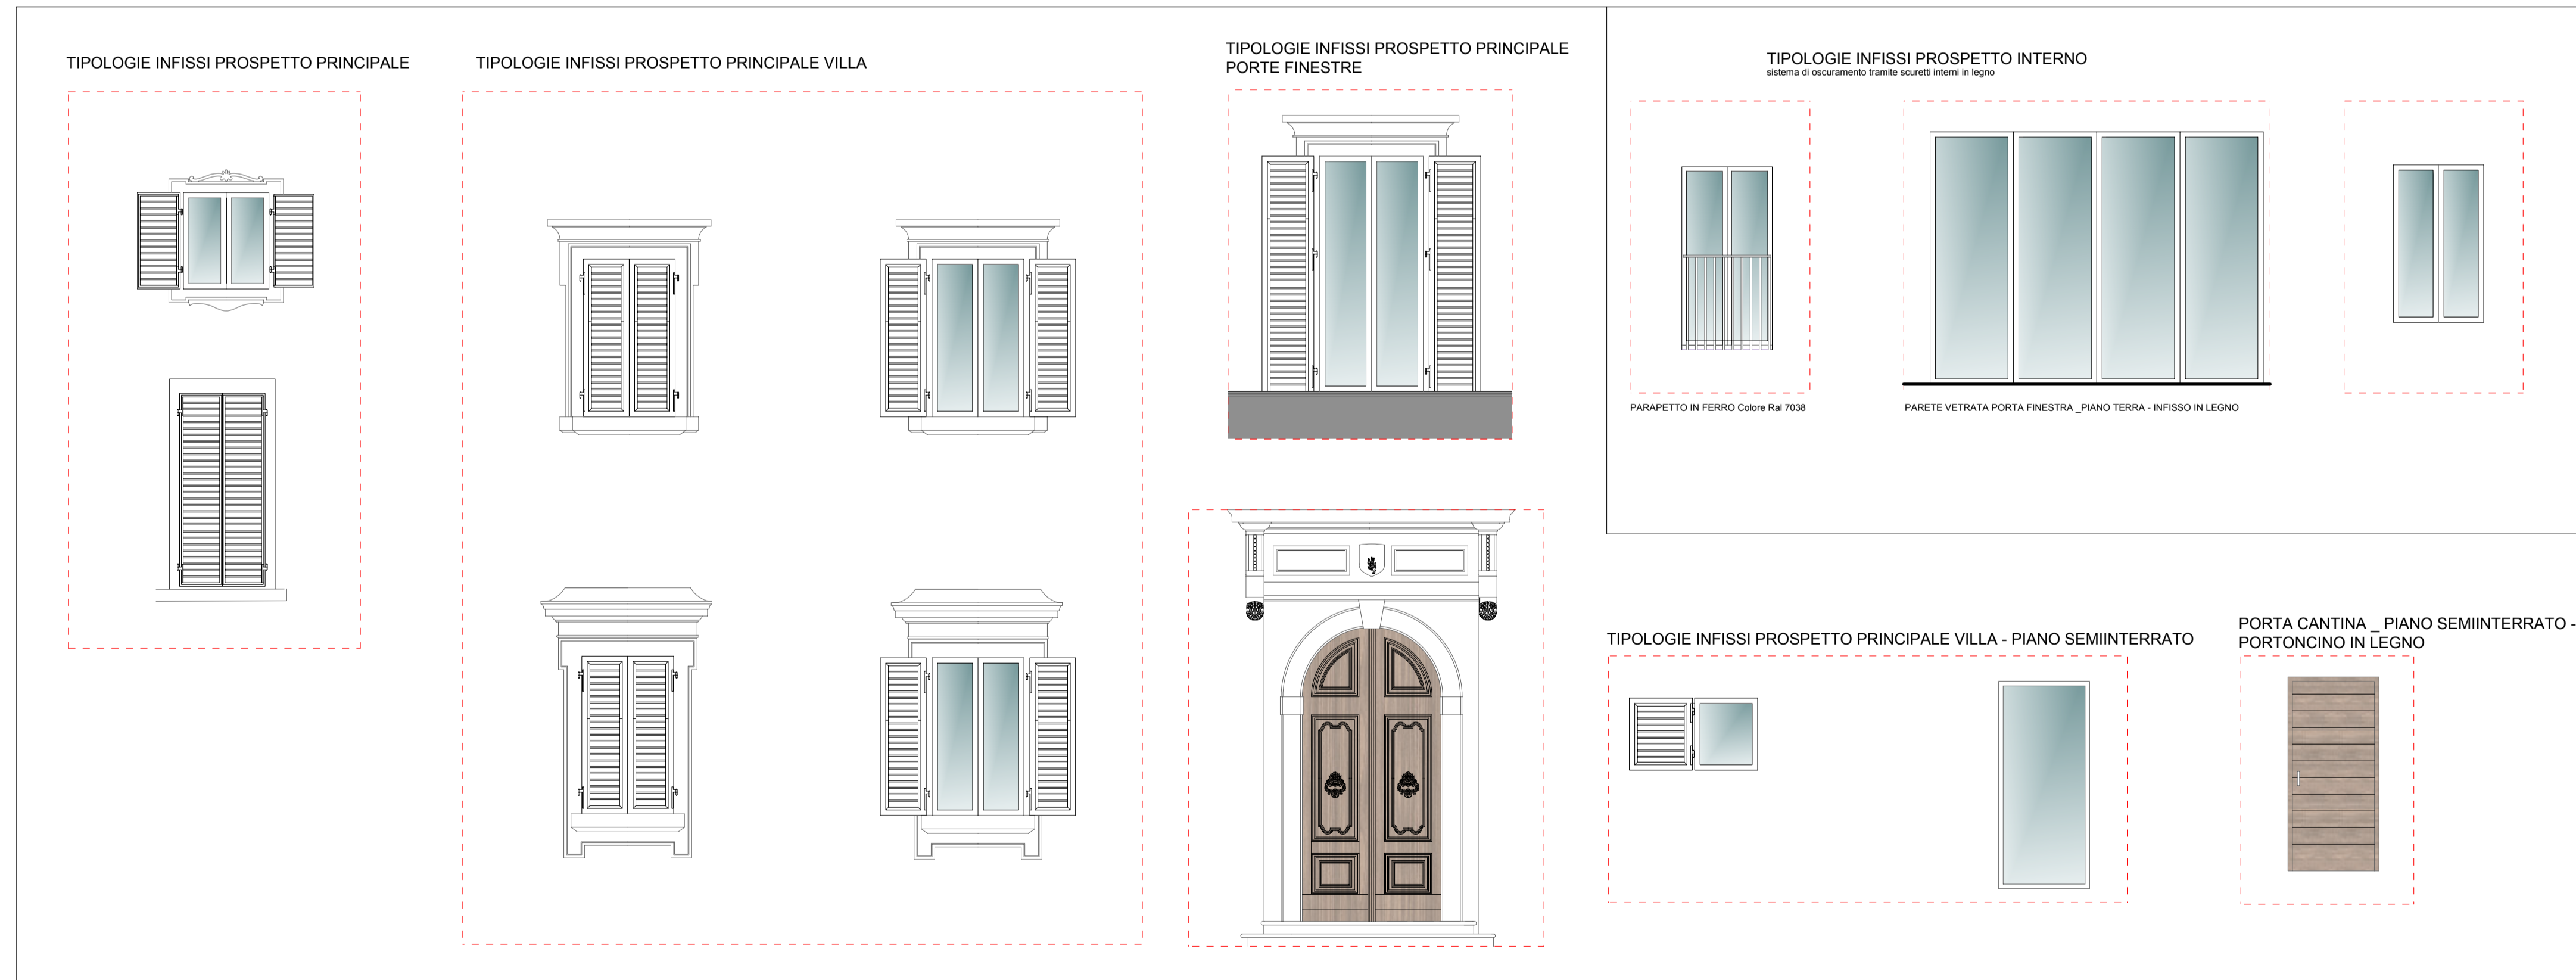 TIPOLOGIE INFISSI PROSPETTO PRINCIPALE
TIPOLOGIE INFISSI PROSPETTO PRINCIPALE VILLA
TIPOLOGIE INFISSI PROSPETTO PRINCIPALE
PORTE FINESTRE
TIPOLOGIE INFISSI PROSPETTO INTERNO
sistema di oscuramento tramite scuretti interni in legno
PARAPETTO IN FERRO Colore Ral 7038
PARETE VETRATA PORTA FINESTRA _PIANO TERRA - INFISSO IN LEGNO
TIPOLOGIE INFISSI PROSPETTO PRINCIPALE VILLA - PIANO SEMIINTERRATO
PORTA CANTINA _ PIANO SEMIINTERRATO -
PORTONCINO IN LEGNO